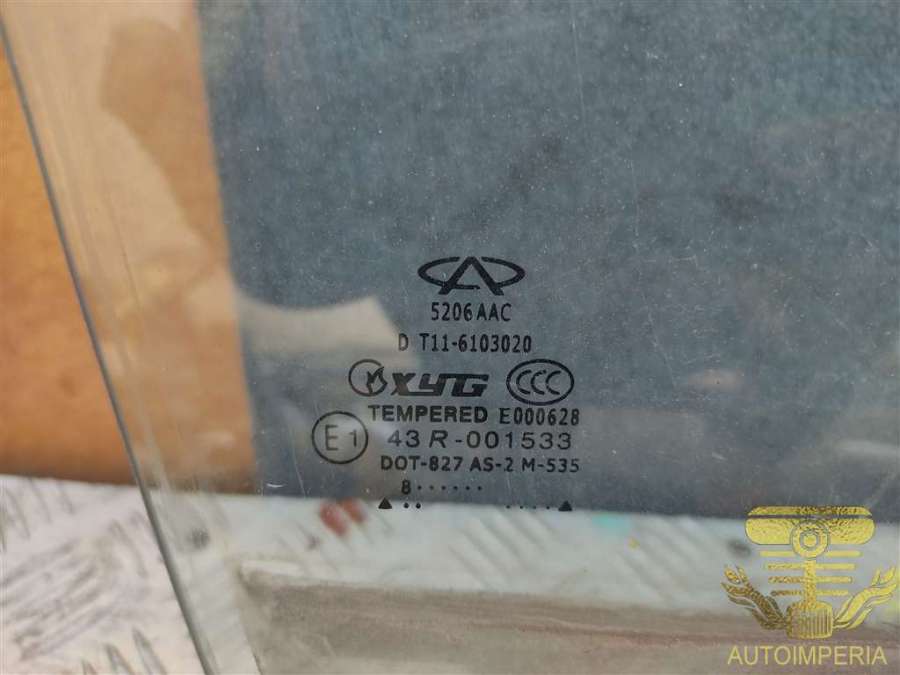 5206AAC
D T11-6103020
XYG CCC
TEMPERED E000628
E1 43R-001533
DOT-827 AS-2 M-535
8······
▲ ·· ···· ▲
AUTOIMPERIA